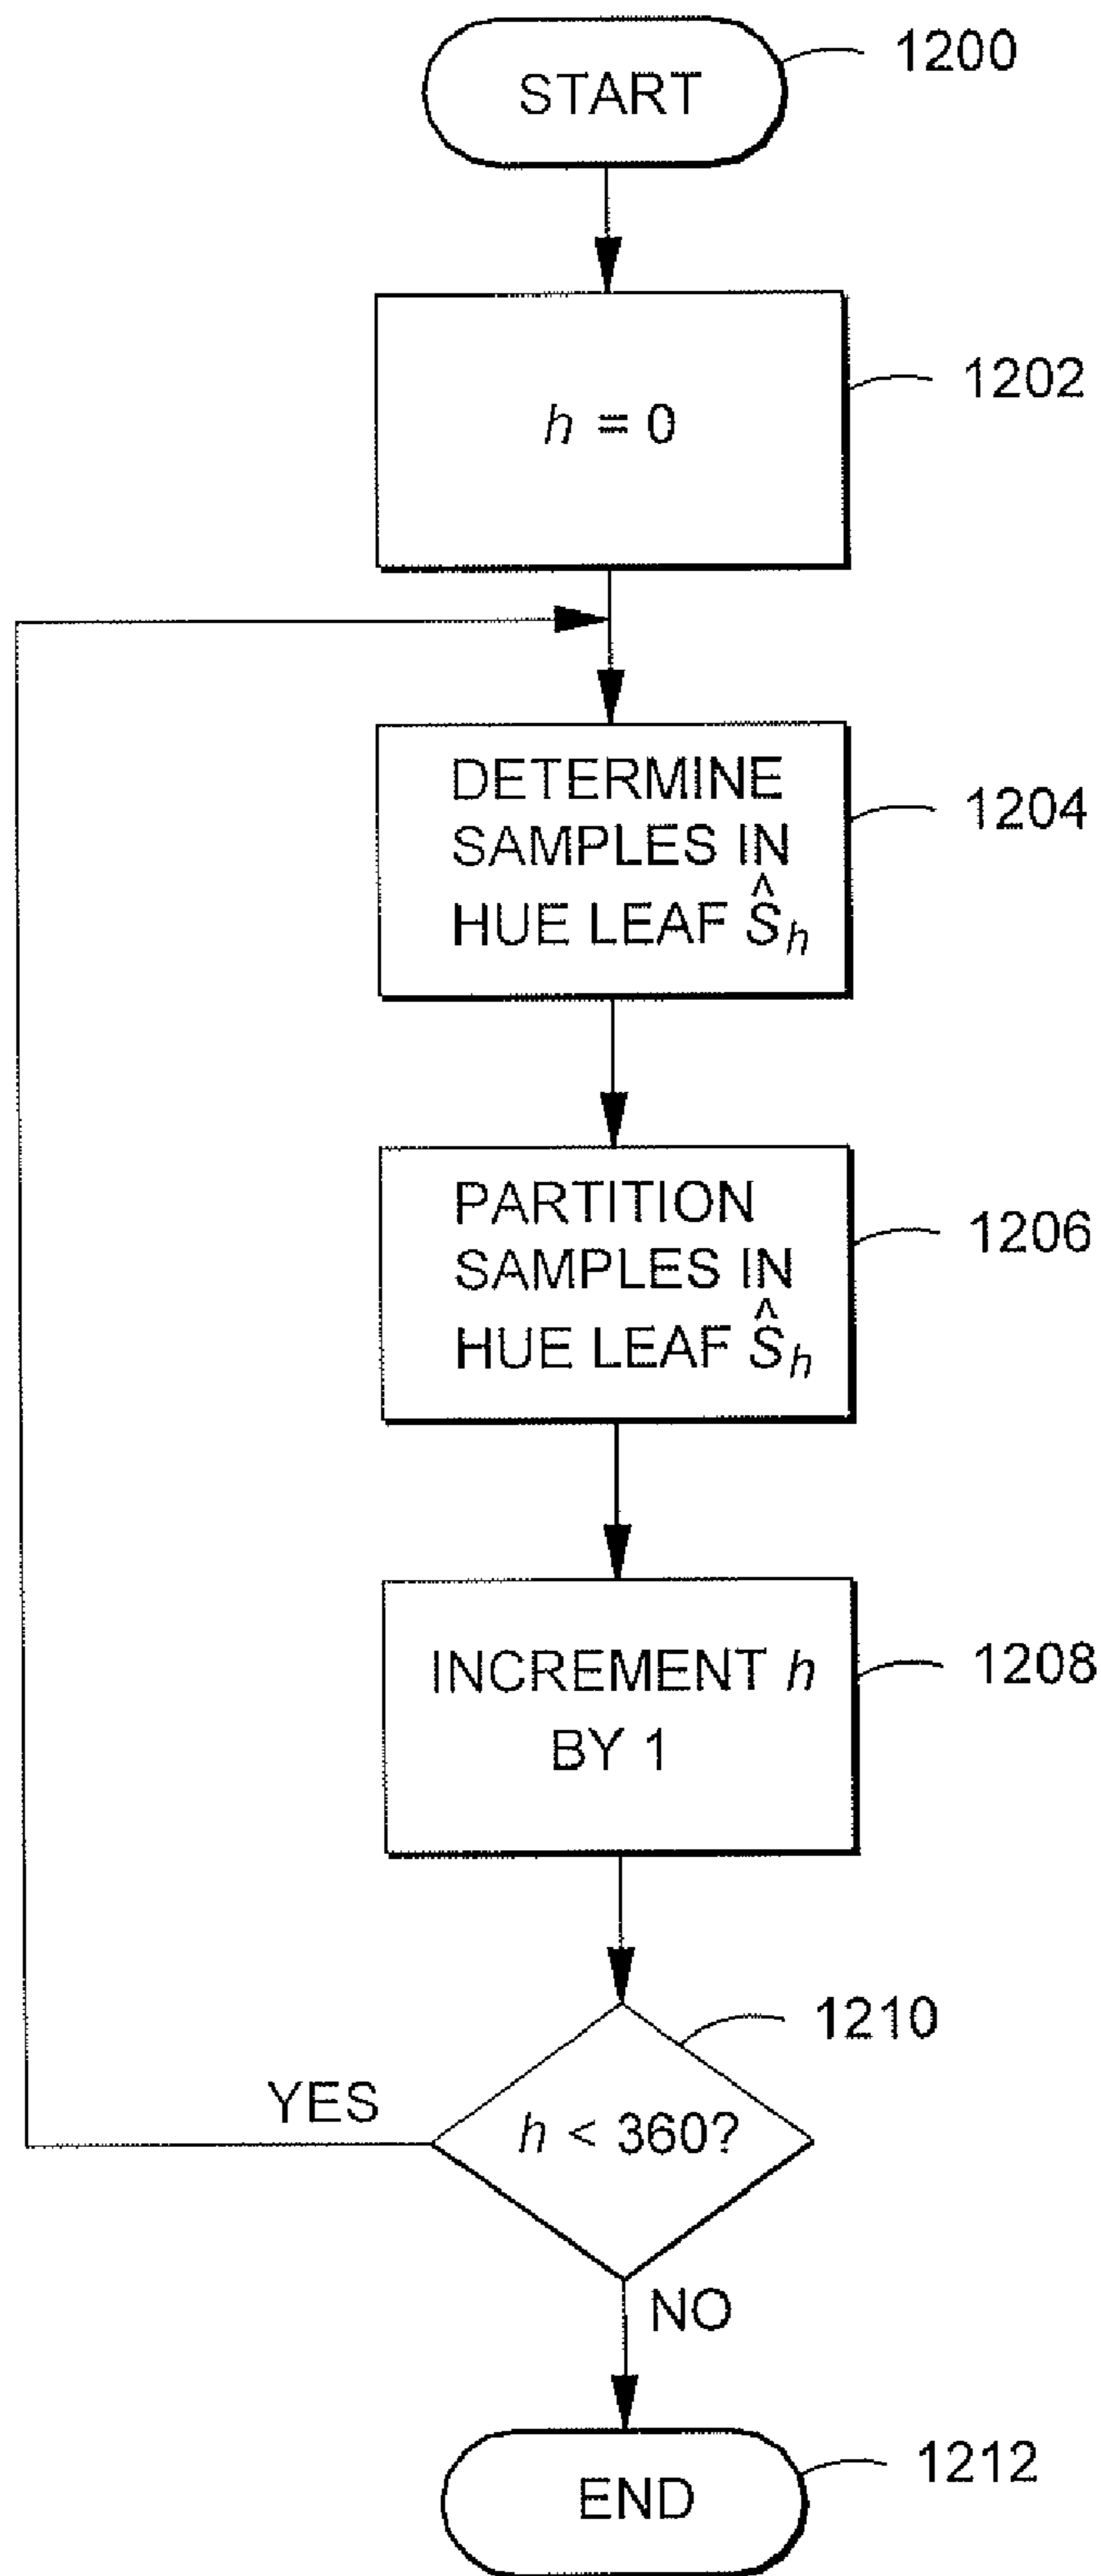 START
1200
h = 0
1202
DETERMINE
SAMPLES IN
HUE LEAF Ŝh
1204
PARTITION
SAMPLES IN
HUE LEAF Ŝh
1206
INCREMENT h
BY 1
1208
h < 360?
1210
YES
NO
END
1212